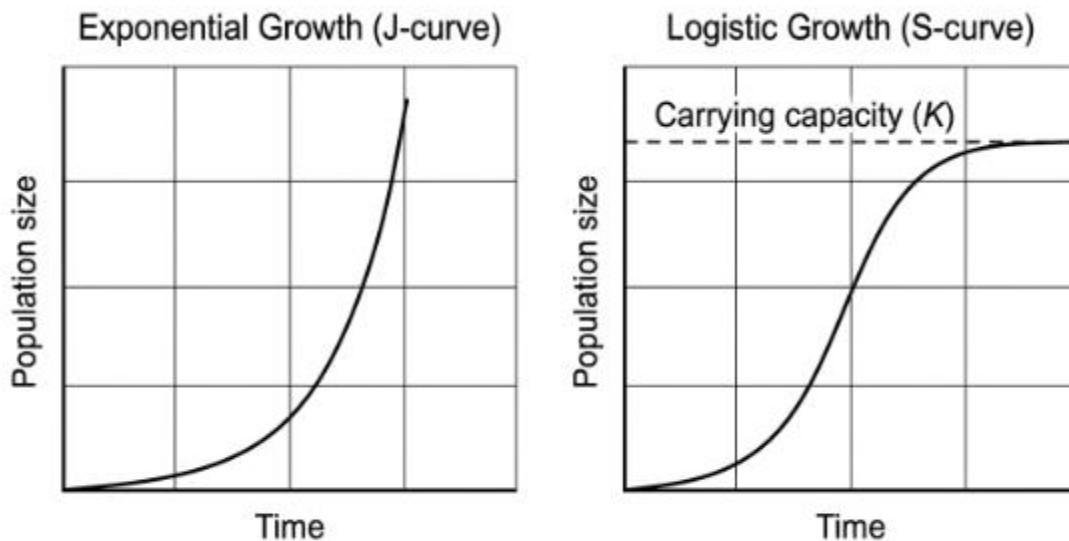 Exponential Growth (J-curve)
Population size
Time
Logistic Growth (S-curve)
Carrying capacity (K)
Population size
Time